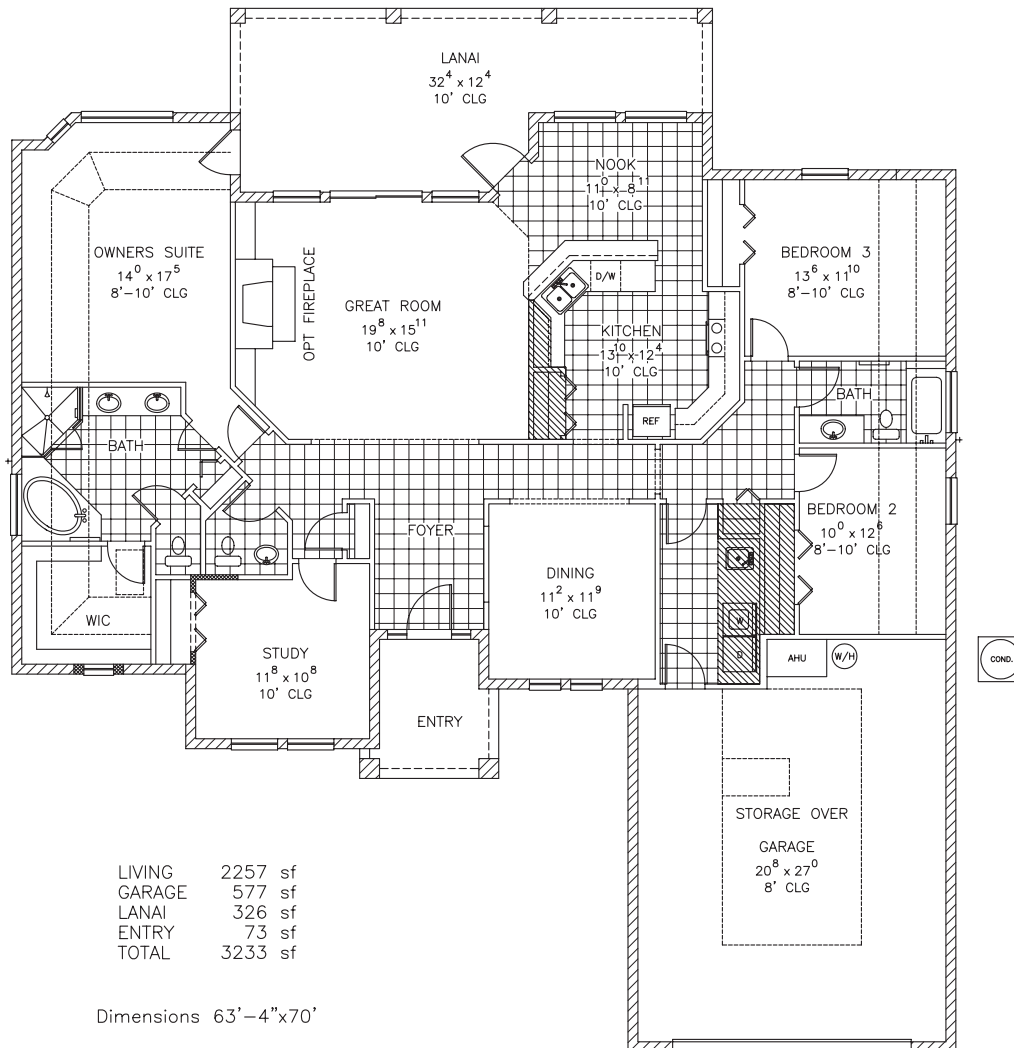 LANAI
32⁴ x 12⁴
10' CLG
NOOK
11⁰ x 8¹¹
10' CLG
OWNERS SUITE
14⁰ x 17⁵
8'-10' CLG
OPT FIREPLACE
GREAT ROOM
19⁸ x 15¹¹
10' CLG
D/W
KITCHEN
13¹⁰ x 12⁴
10' CLG
REF
BEDROOM 3
13⁶ x 11¹⁰
8'-10' CLG
BATH
BATH
FOYER
BEDROOM 2
10⁰ x 12⁶
8'-10' CLG
DINING
11² x 11⁹
10' CLG
W
D
WIC
STUDY
11⁸ x 10⁸
10' CLG
AHU
W/H
COND.
ENTRY
STORAGE OVER
GARAGE
20⁸ x 27⁰
8' CLG
LIVING 2257 sf
GARAGE 577 sf
LANAI 326 sf
ENTRY 73 sf
TOTAL 3233 sf
Dimensions 63'-4"x70'